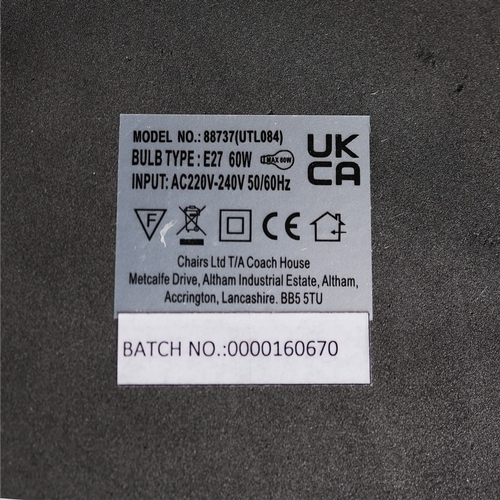 MODEL NO.: 88737(UTL084)
BULB TYPE : E27 60W MAX 60W
INPUT: AC220V-240V 50/60Hz
UK
CA
F
CE
Chairs Ltd T/A Coach House
Metcalfe Drive, Altham Industrial Estate, Altham,
Accrington, Lancashire. BB5 5TU
BATCH NO.:0000160670